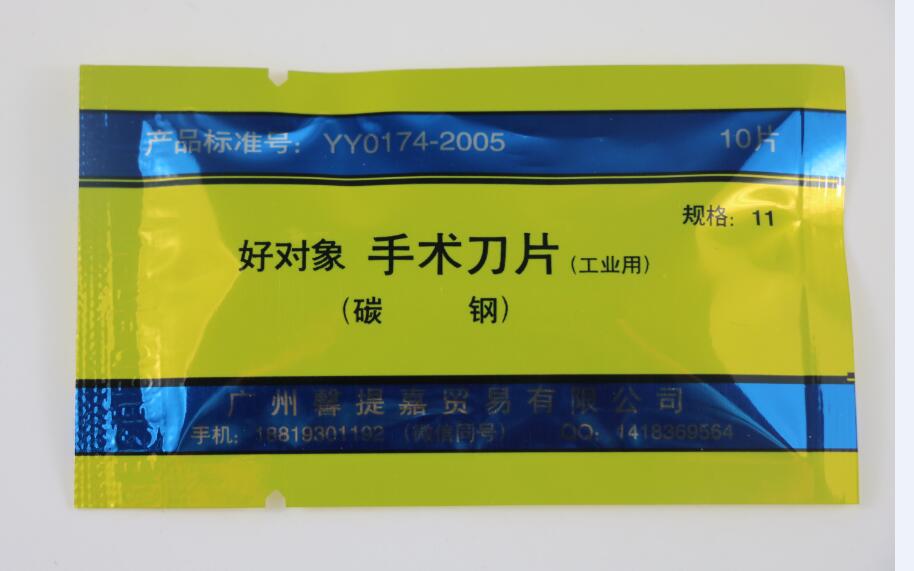 产品标准号: YY0174-2005 10片
规格: 11
好对象 手术刀片 (工业用)
(碳 钢)
广州馨提嘉贸易有限公司
手机: 18819301192 (微信同号) QQ: 1418369564